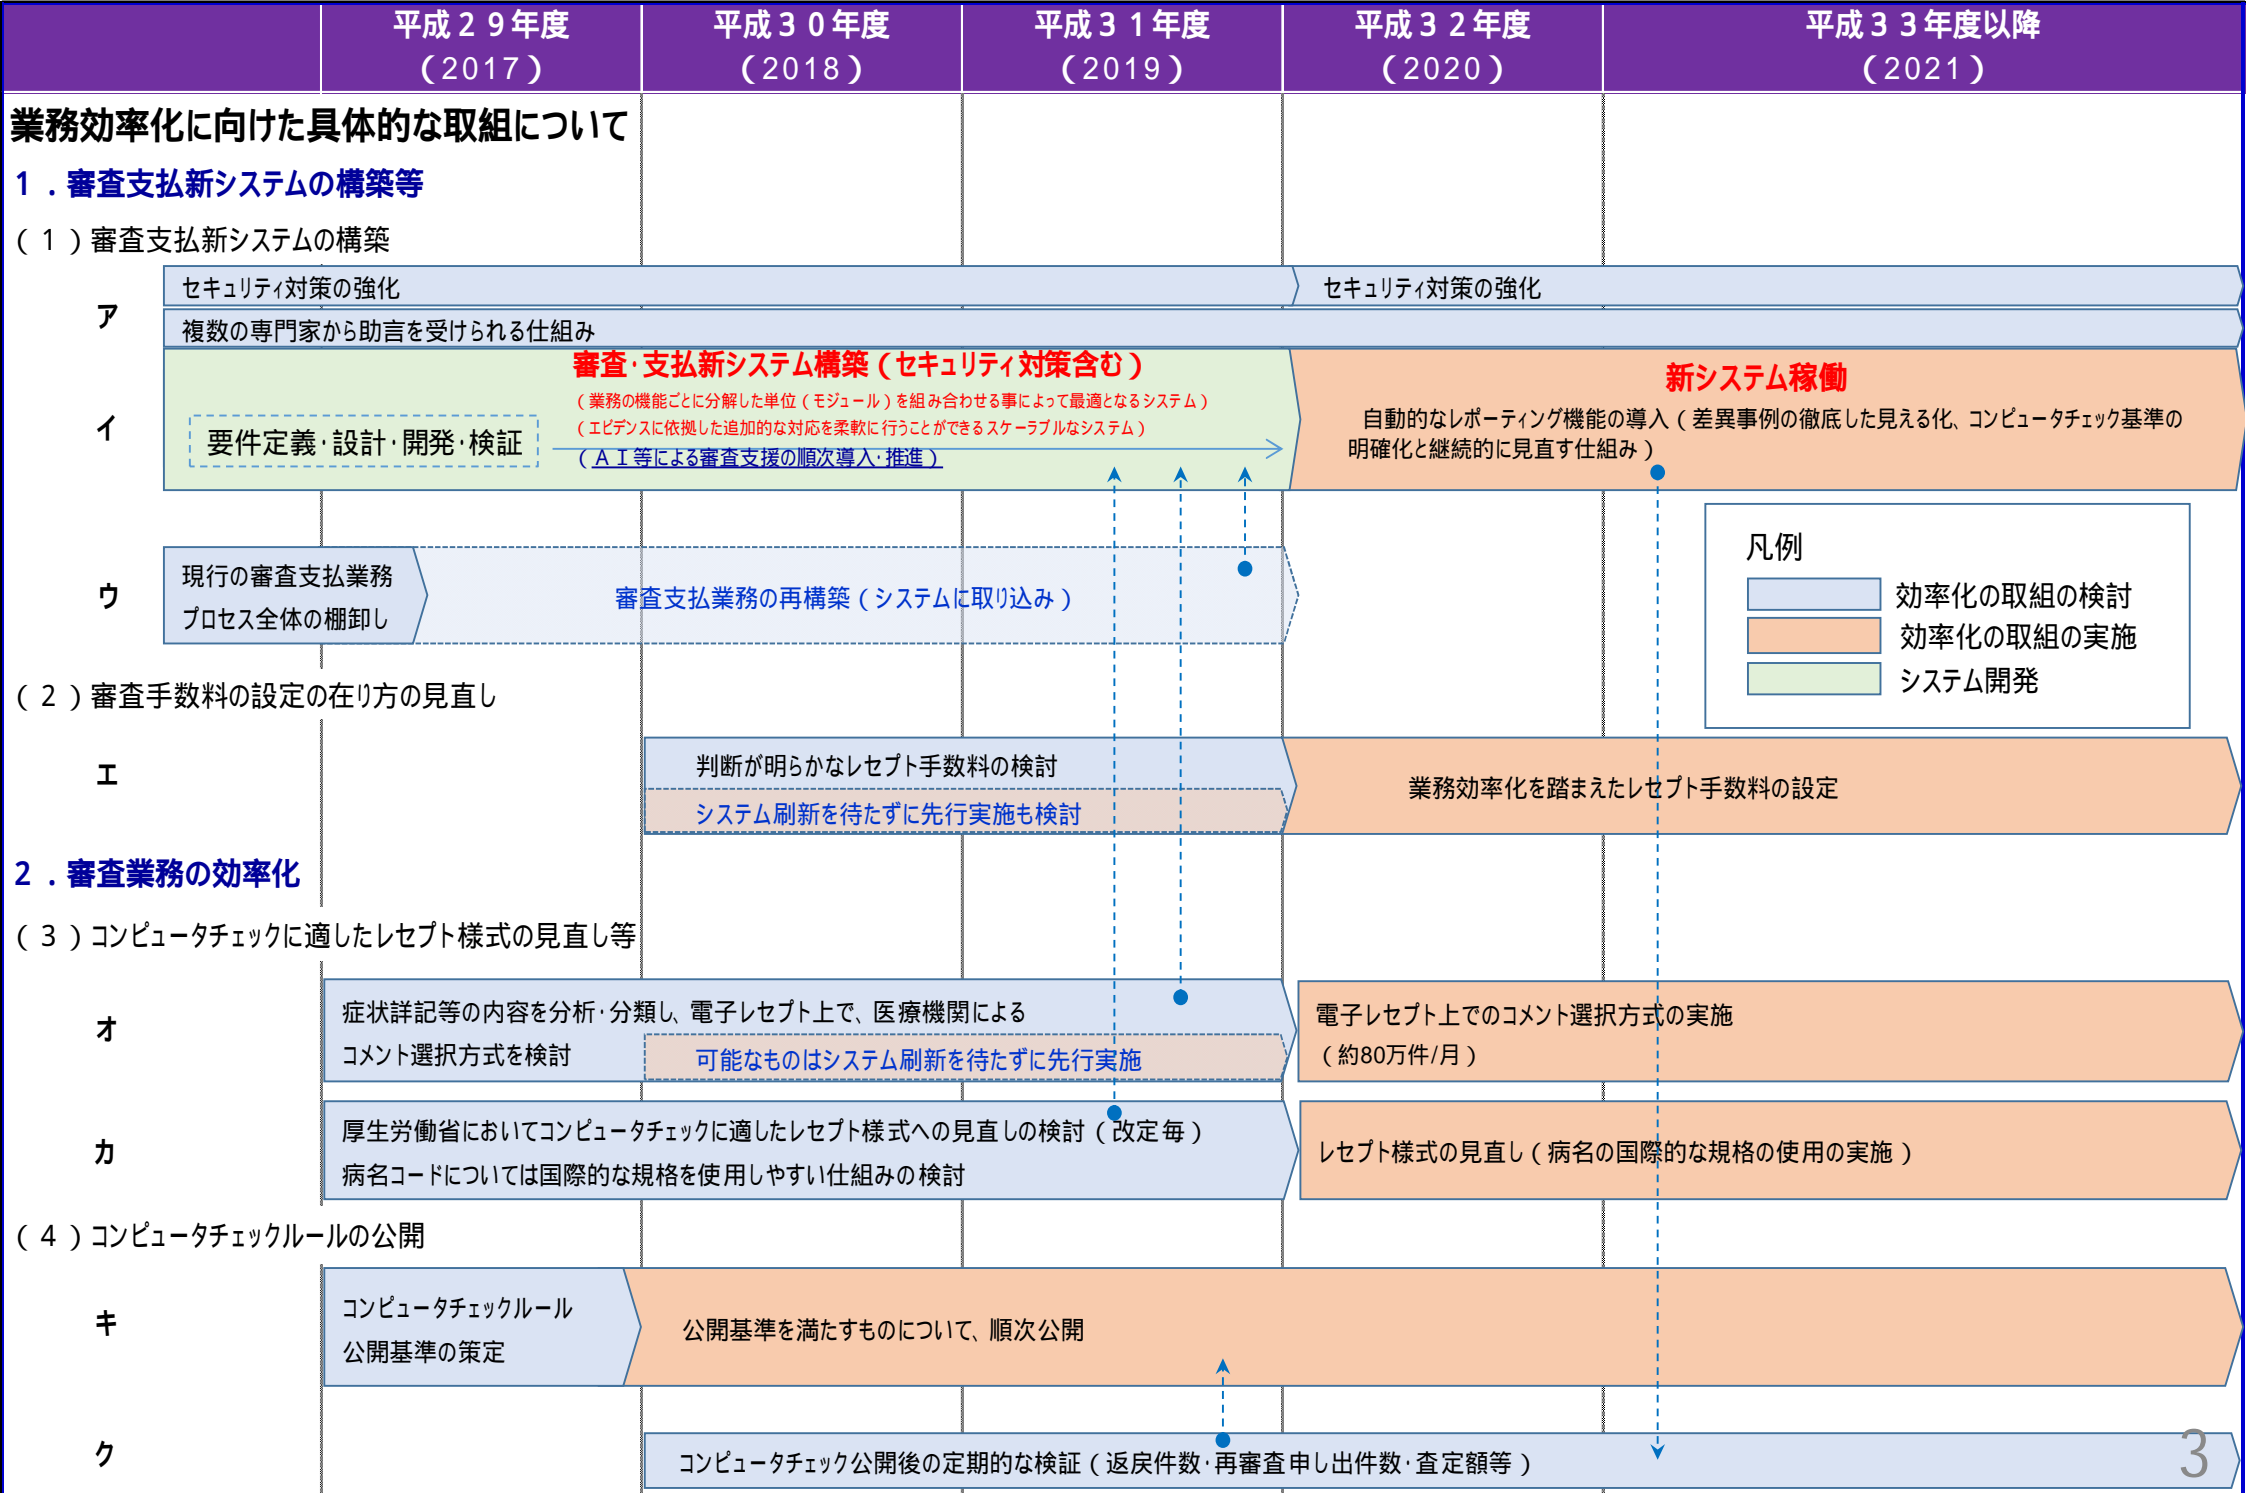 平成２９年度
（2017）
平成３０年度
（2018）
平成３１年度
（2019）
平成３２年度
（2020）
平成３３年度以降
（2021）
業務効率化に向けた具体的な取組について
１．審査支払新システムの構築等
（１）審査支払新システムの構築
ア
セキュリティ対策の強化
セキュリティ対策の強化
複数の専門家から助言を受けられる仕組み
イ
審査・支払新システム構築（セキュリティ対策含む）
（業務の機能ごとに分解した単位（モジュール）を組み合わせる事によって最適となるシステム）
（エビデンスに依拠した追加的な対応を柔軟に行うことができるスケーラブルなシステム）
（ＡＩ等による審査支援の順次導入・推進）
要件定義・設計・開発・検証
新システム稼働
自動的なレポーティング機能の導入（差異事例の徹底した見える化、コンピュータチェック基準の
明確化と継続的に見直す仕組み）
ウ
現行の審査支払業務
プロセス全体の棚卸し
審査支払業務の再構築（システムに取り込み）
凡例
効率化の取組の検討
効率化の取組の実施
システム開発
（２）審査手数料の設定の在り方の見直し
エ
判断が明らかなレセプト手数料の検討
システム刷新を待たずに先行実施も検討
業務効率化を踏まえたレセプト手数料の設定
２．審査業務の効率化
（３）コンピュータチェックに適したレセプト様式の見直し等
オ
症状詳記等の内容を分析・分類し、電子レセプト上で、医療機関による
コメント選択方式を検討
可能なものはシステム刷新を待たずに先行実施
電子レセプト上でのコメント選択方式の実施
（約80万件/月）
カ
厚生労働省においてコンピュータチェックに適したレセプト様式への見直しの検討（改定毎）
病名コードについては国際的な規格を使用しやすい仕組みの検討
レセプト様式の見直し（病名の国際的な規格の使用の実施）
（４）コンピュータチェックルールの公開
キ
コンピュータチェックルール
公開基準の策定
公開基準を満たすものについて、順次公開
ク
コンピュータチェック公開後の定期的な検証（返戻件数・再審査申し出件数・査定額等）
3